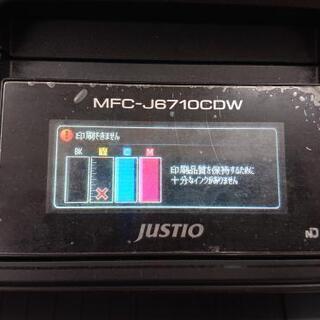 MFC-J6710CDW
印刷できません
BK Y C M
印刷品質を保持するために
十分なインクがありません
JUSTIO